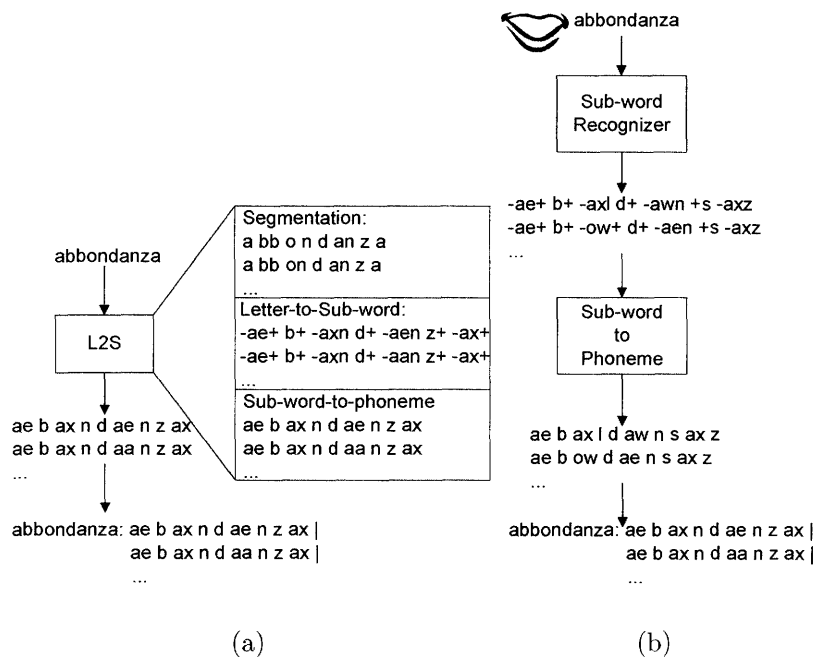 abbondanza
L2S
ae b ax n d ae n z ax
ae b ax n d aa n z ax
...
abbondanza: ae b ax n d ae n z ax |
ae b ax n d aa n z ax |
...
Segmentation:
a bb o n d an z a
a bb on d an z a
...
Letter-to-Sub-word:
-ae+ b+ -axn d+ -aen z+ -ax+
-ae+ b+ -axn d+ -aan z+ -ax+
...
Sub-word-to-phoneme
ae b ax n d ae n z ax
ae b ax n d aa n z ax
...
(a)
abbondanza
Sub-word
Recognizer
-ae+ b+ -axl d+ -awn +s -axz
-ae+ b+ -ow+ d+ -aen +s -axz
...
Sub-word
to
Phoneme
ae b ax l d aw n s ax z
ae b ow d ae n s ax z
...
abbondanza: ae b ax n d ae n z ax |
ae b ax n d aa n z ax |
...
(b)